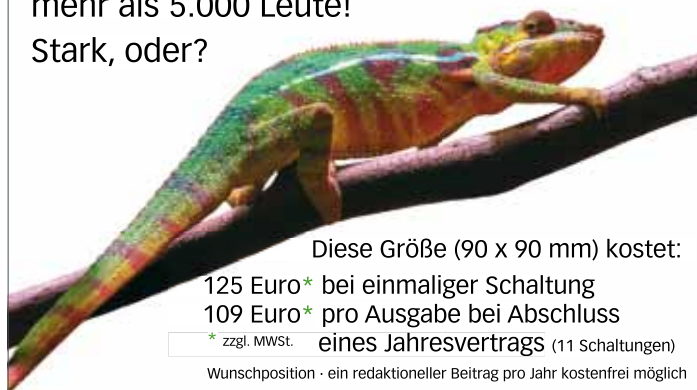 mehr als 5.000 Leute!
Stark, oder?
Diese Größe (90 x 90 mm) kostet:
125 Euro* bei einmaliger Schaltung
109 Euro* pro Ausgabe bei Abschluss
* zzgl. MWSt. eines Jahresvertrags (11 Schaltungen)
Wunschposition · ein redaktioneller Beitrag pro Jahr kostenfrei möglich